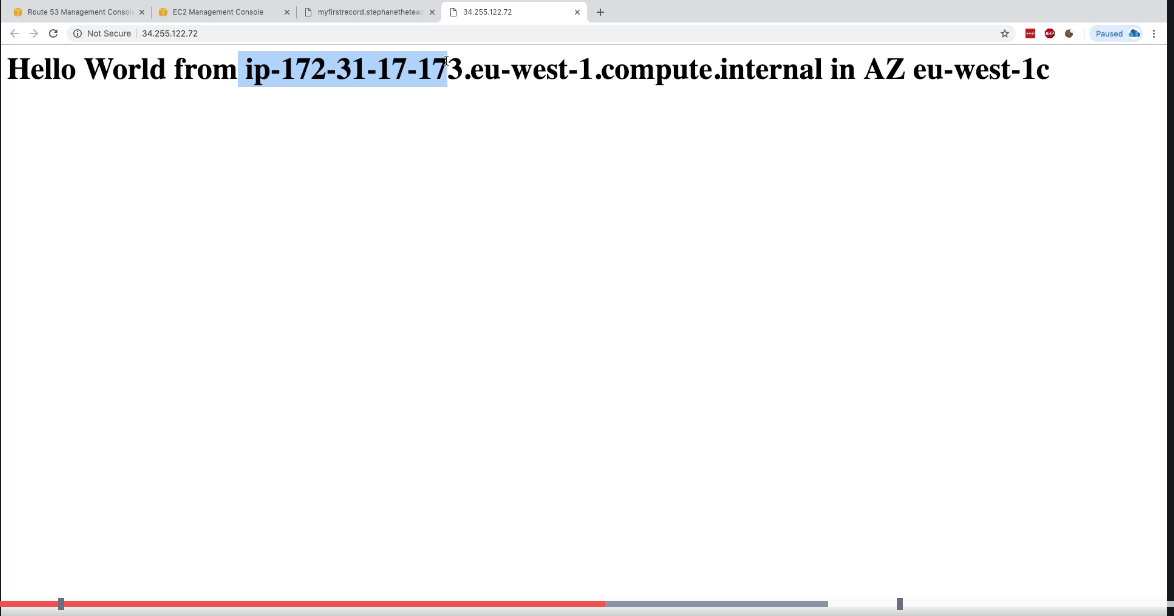 Route 53 Management Consol
EC2 Management Console
myfirstrecord.stephanetheteac
34.255.122.72
Not Secure
34.255.122.72
Paused
Hello World from ip-172-31-17-173.eu-west-1.compute.internal in AZ eu-west-1c